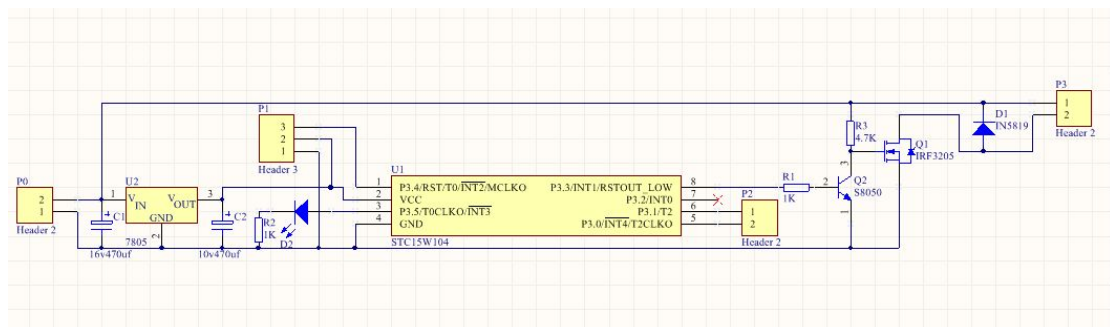 P3
1
2
Header 2
D1
IN5819
R3
4.7K
Q1
IRF3205
P1
3
2
1
Header 3
U1
1
2
3
4
P3.4/RST/T0/INT2/MCLKO
VCC
P3.5/T0CLKO/INT3
GND
P3.3/INT1/RSTOUT_LOW
P3.2/INT0
P3.1/T2
P3.0/INT4/T2CLKO
8
7
6
5
STC15W104
R1
1K
2
3
1
Q2
S8050
P2
1
2
Header 2
P0
2
1
Header 2
U2
1
VIN
VOUT
3
GND
2
7805
C1
16v470uf
C2
10v470uf
R2
1K
D2